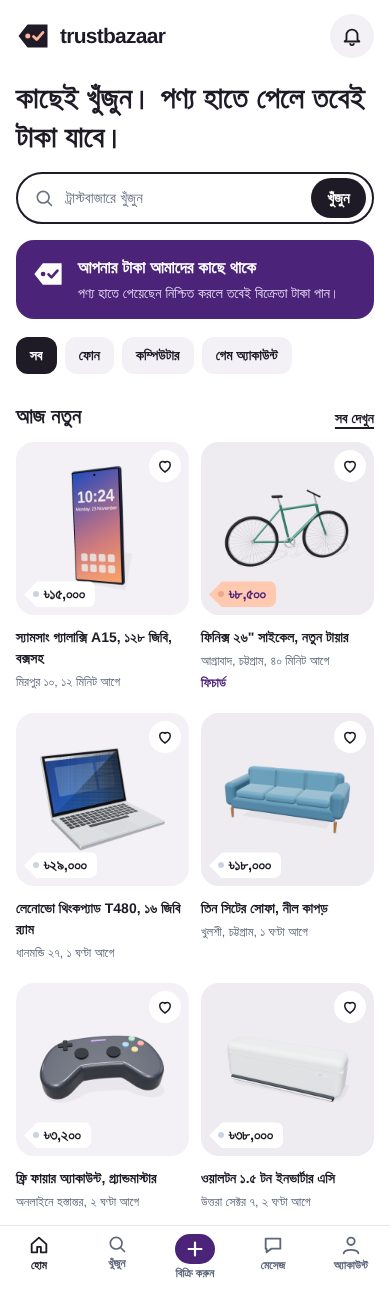 trustbazaar
কাছেই খুঁজুন। পণ্য হাতে পেলে তবেই
টাকা যাবে।
ট্রাস্টবাজারে খুঁজুন
খুঁজুন
আপনার টাকা আমাদের কাছে থাকে
পণ্য হাতে পেয়েছেন নিশ্চিত করলে তবেই বিক্রেতা টাকা পান।
সব
ফোন
কম্পিউটার
গেম অ্যাকাউন্ট
আজ নতুন
সব দেখুন
10:24
Monday, 23 November
৳১৫,০০০
৳৮,৫০০
স্যামসাং গ্যালাক্সি A15, ১২৮ জিবি,
বক্সসহ
মিরপুর ১০, ১২ মিনিট আগে
ফিনিক্স ২৬" সাইকেল, নতুন টায়ার
আগ্রাবাদ, চট্টগ্রাম, ৪০ মিনিট আগে
ফিচার্ড
৳২৯,০০০
৳১৮,০০০
লেনোভো থিংকপ্যাড T480, ১৬ জিবি
র‍্যাম
ধানমন্ডি ২৭, ১ ঘণ্টা আগে
তিন সিটের সোফা, নীল কাপড়
খুলশী, চট্টগ্রাম, ১ ঘণ্টা আগে
৳৩,২০০
৳৩৮,০০০
ফ্রি ফায়ার অ্যাকাউন্ট, গ্র্যান্ডমাস্টার
অনলাইনে হস্তান্তর, ২ ঘণ্টা আগে
ওয়ালটন ১.৫ টন ইনভার্টার এসি
উত্তরা সেক্টর ৭, ২ ঘণ্টা আগে
হোম
খুঁজুন
বিক্রি করুন
মেসেজ
অ্যাকাউন্ট